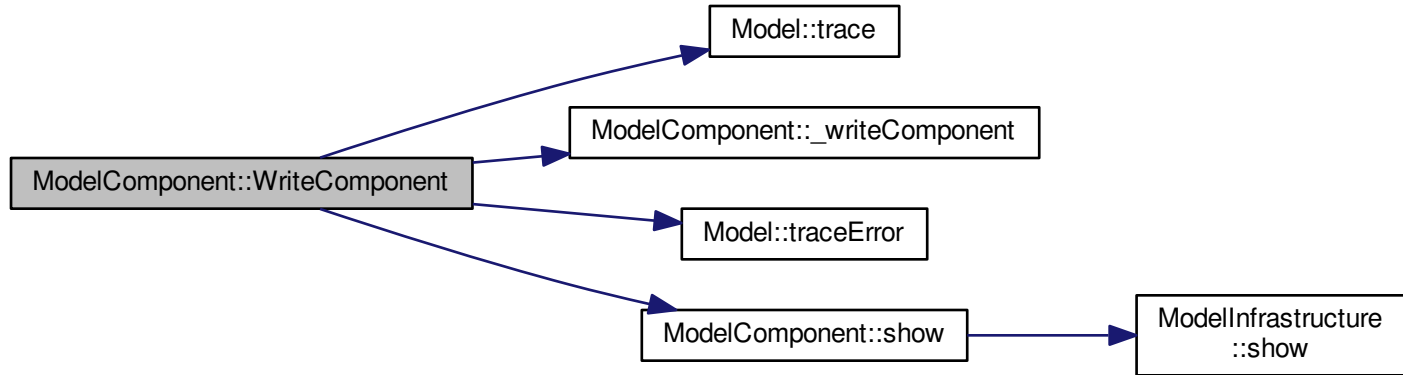 Model::trace
ModelComponent::_writeComponent
ModelComponent::WriteComponent
Model::traceError
ModelComponent::show
ModelInfrastructure
::show